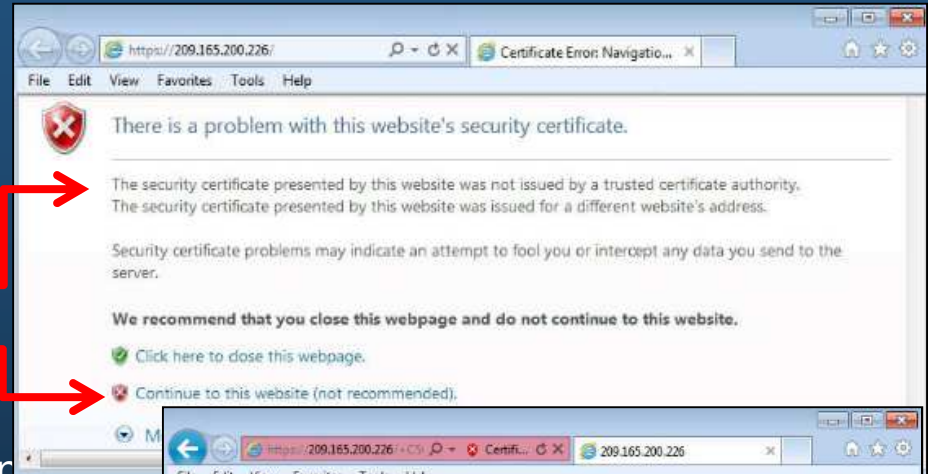 https://209.165.200.226/
Certificate Error: Navigatio...
File Edit View Favorites Tools Help
There is a problem with this website's security certificate.
The security certificate presented by this website was not issued by a trusted certificate authority.
The security certificate presented by this website was issued for a different website's address.
Security certificate problems may indicate an attempt to fool you or intercept any data you send to the
server.
We recommend that you close this webpage and do not continue to this website.
Click here to close this webpage.
Continue to this website (not recommended).
209.165.200.226 Certifi... 209.165.200.226